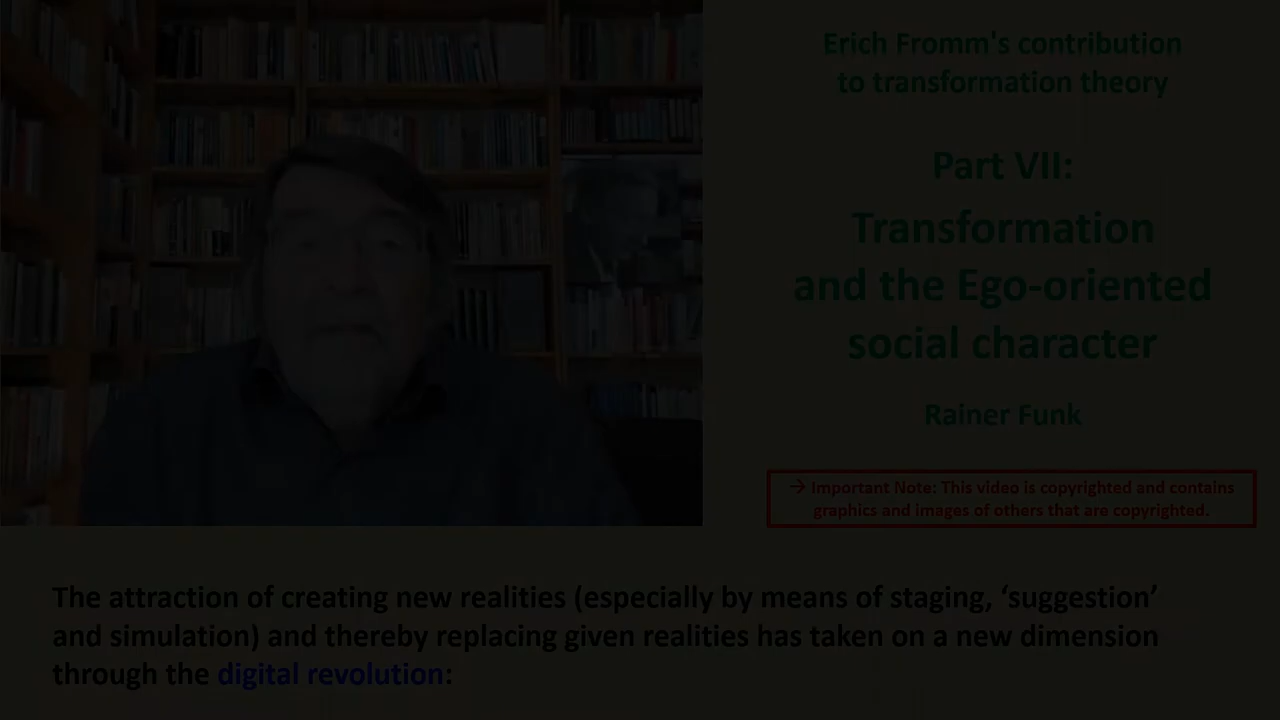 Erich Fromm's contribution
to transformation theory
Part VII:
Transformation
and the Ego-oriented
social character
Rainer Funk
→ Important Note: This video is copyrighted and contains
graphics and images of others that are copyrighted.
The attraction of creating new realities (especially by means of staging, ‘suggestion’
and simulation) and thereby replacing given realities has taken on a new dimension
through the digital revolution: